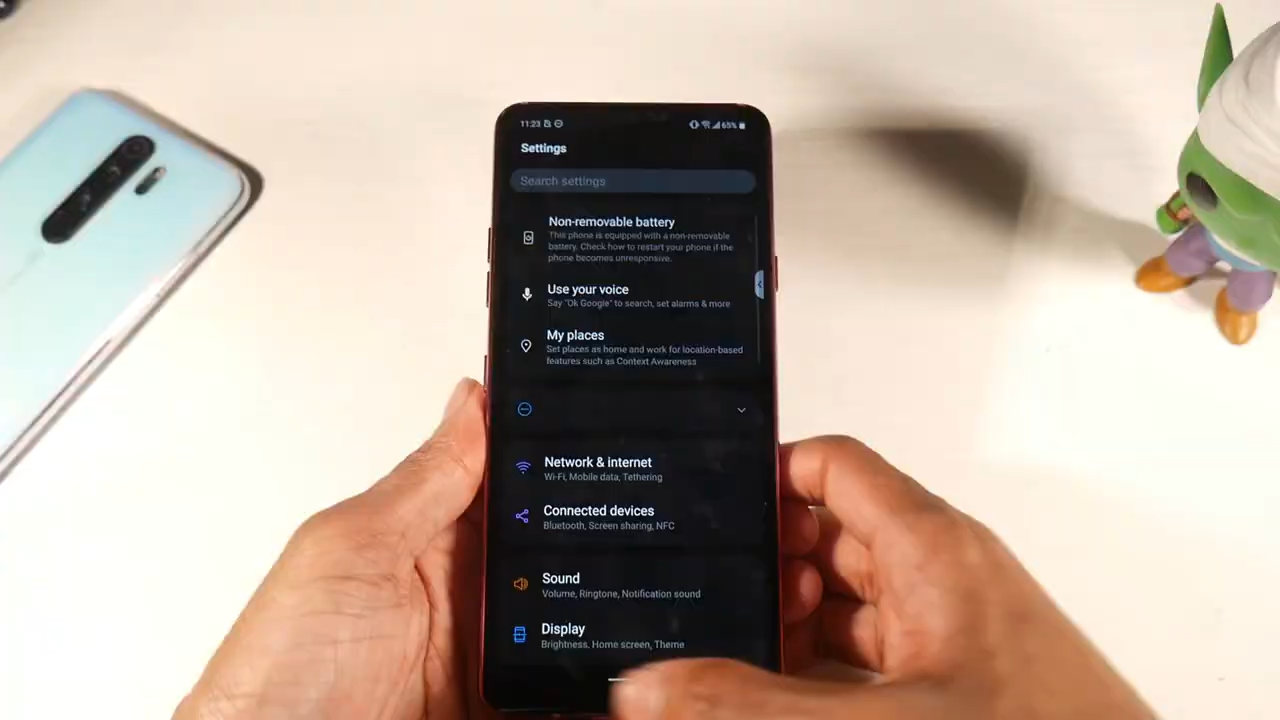 11:23
65%
Settings
Search settings
Non-removable battery
This phone is equipped with a non-removable
battery. Check how to restart your phone if the
phone becomes unresponsive.
Use your voice
Say "Ok Google" to search, set alarms & more
My places
Set places as home and work for location-based
features such as Context Awareness
Network & internet
Wi-Fi, Mobile data, Tethering
Connected devices
Bluetooth, Screen sharing, NFC
Sound
Volume, Ringtone, Notification sound
Display
Brightness, Home screen, Theme